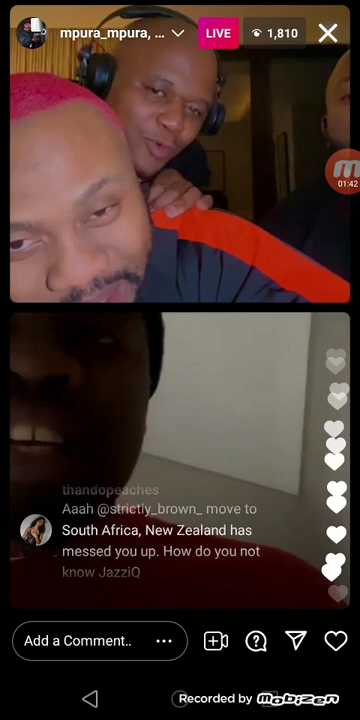 mpura_mpura, ...
LIVE
1,810
01:42
thandopeaches
Aaah @strictly_brown_ move to
South Africa, New Zealand has
messed you up. How do you not
know JazziQ
Add a Comment..
Recorded by mobizen